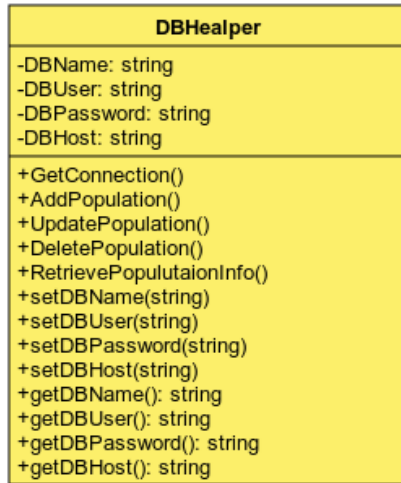 DBHealper
-DBName: string
-DBUser: string
-DBPassword: string
-DBHost: string
+GetConnection()
+AddPopulation()
+UpdatePopulation()
+DeletePopulation()
+RetrievePopulutaionInfo()
+setDBName(string)
+setDBUser(string)
+setDBPassword(string)
+setDBHost(string)
+getDBName(): string
+getDBUser(): string
+getDBPassword(): string
+getDBHost(): string